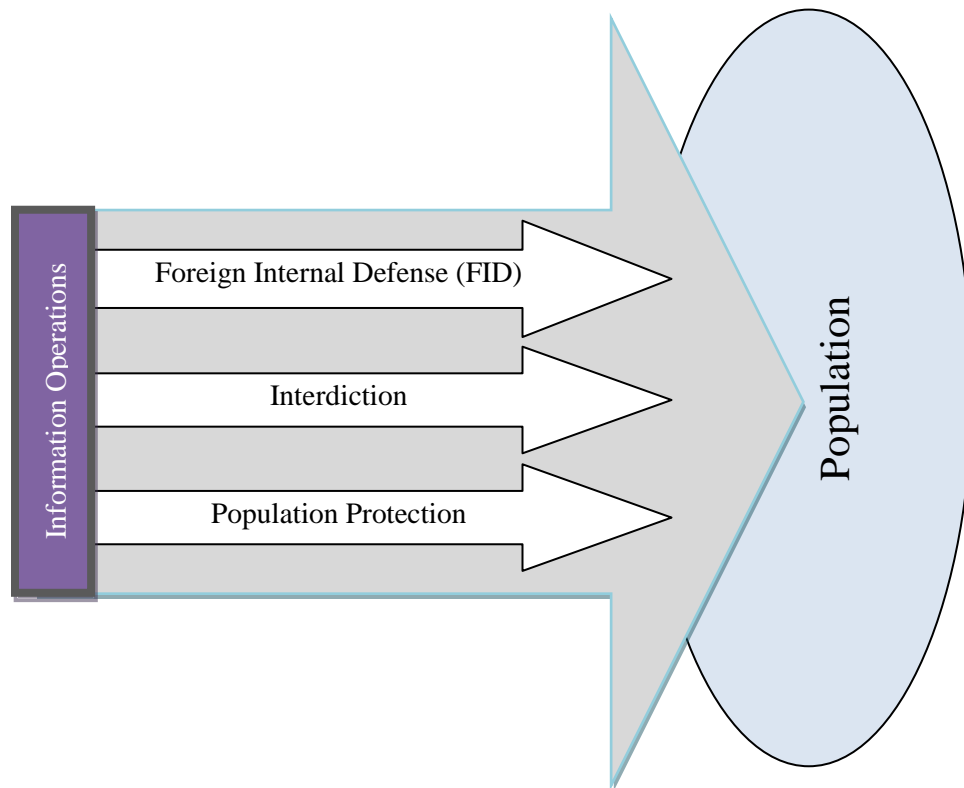 Information Operations
Foreign Internal Defense (FID)
Interdiction
Population Protection
Population